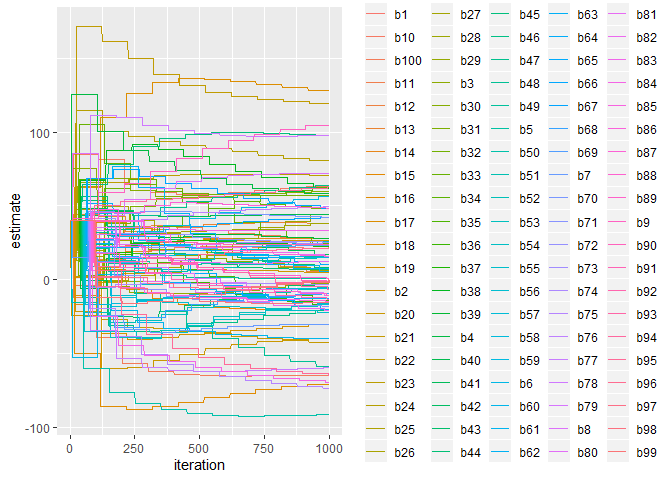 estimate
100
0
-100
0
250
500
750
1000
iteration
b1 b27 b45 b63 b81
b10 b28 b46 b64 b82
b100 b29 b47 b65 b83
b11 b3 b48 b66 b84
b12 b30 b49 b67 b85
b13 b31 b5 b68 b86
b14 b32 b50 b69 b87
b15 b33 b51 b7 b88
b16 b34 b52 b70 b89
b17 b35 b53 b71 b9
b18 b36 b54 b72 b90
b19 b37 b55 b73 b91
b2 b38 b56 b74 b92
b20 b39 b57 b75 b93
b21 b4 b58 b76 b94
b22 b40 b59 b77 b95
b23 b41 b6 b78 b96
b24 b42 b60 b79 b97
b25 b43 b61 b8 b98
b26 b44 b62 b80 b99